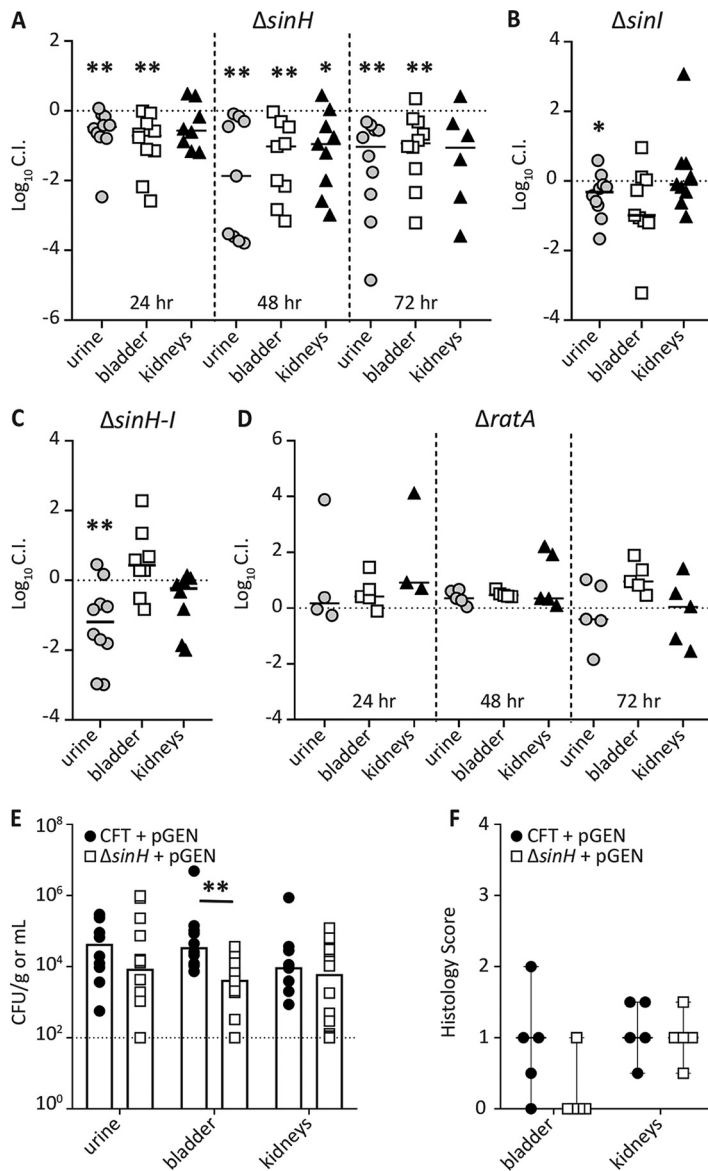 A ΔsinH
** ** ** ** * ** **
Log10 C.I.
2
0
-2
-4
-6
24 hr 48 hr 72 hr
urine bladder kidneys urine bladder kidneys urine bladder kidneys
B ΔsinI
*
Log10 C.I.
4
2
0
-2
-4
urine bladder kidneys
C ΔsinH-I
**
Log10 C.I.
4
2
0
-2
-4
urine bladder kidneys
D ΔratA
Log10 C.I.
6
4
2
0
-2
-4
24 hr 48 hr 72 hr
urine bladder kidneys urine bladder kidneys urine bladder kidneys
E
CFT + pGEN
ΔsinH + pGEN
**
CFU/g or mL
10^8
10^6
10^4
10^2
10^0
urine bladder kidneys
F
CFT + pGEN
ΔsinH + pGEN
Histology Score
4
3
2
1
0
bladder kidneys